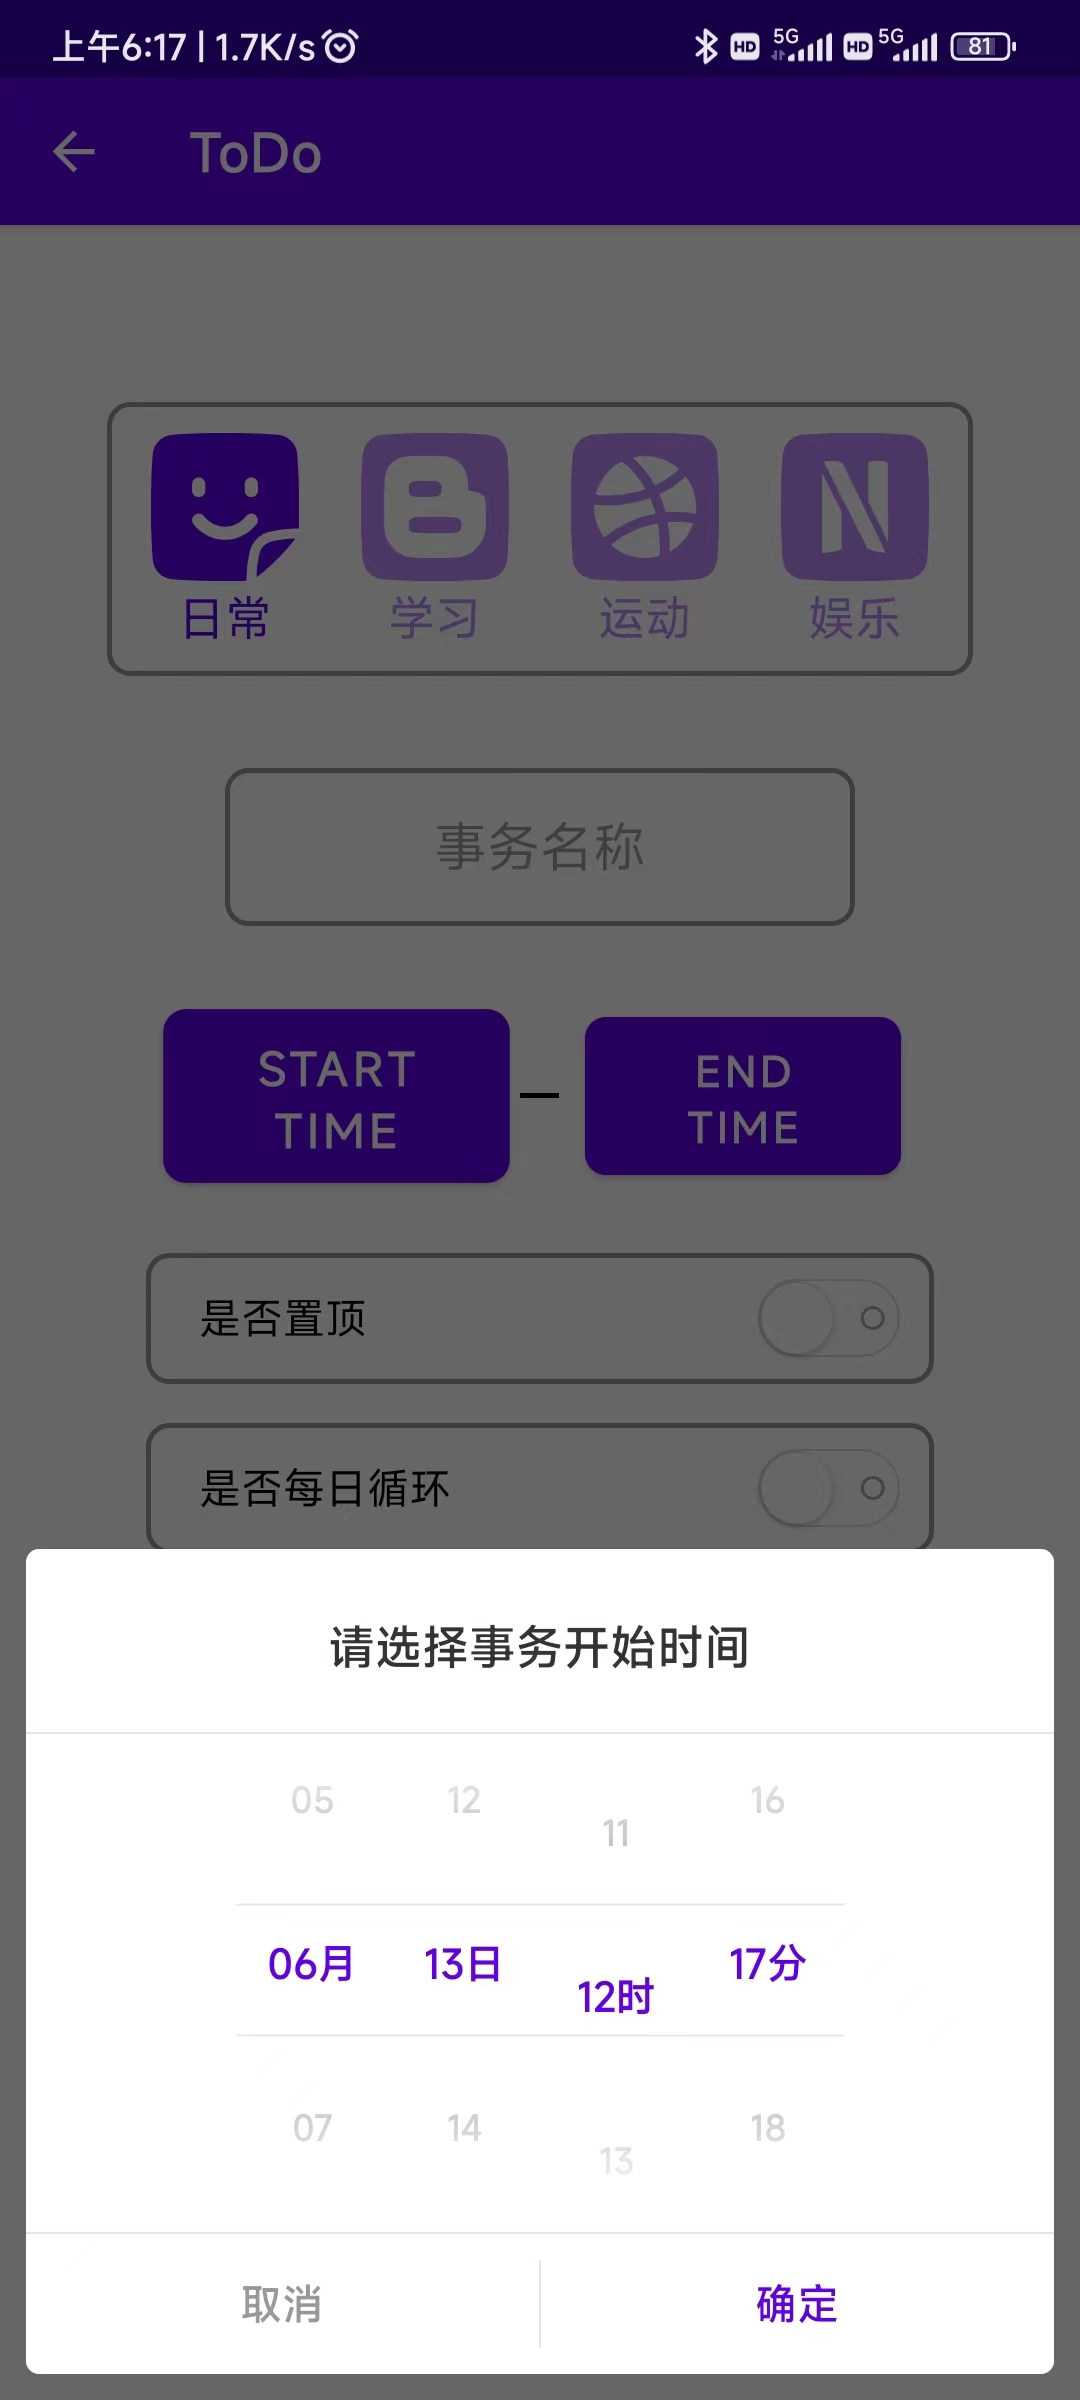 上午6:17 | 1.7K/s HD 5G HD 5G 81
ToDo
日常 学习 运动 娱乐
事务名称
START TIME
END TIME
是否置顶
是否每日循环
请选择事务开始时间
05 12 11 16
06月 13日 12时 17分
07 14 13 18
取消 确定